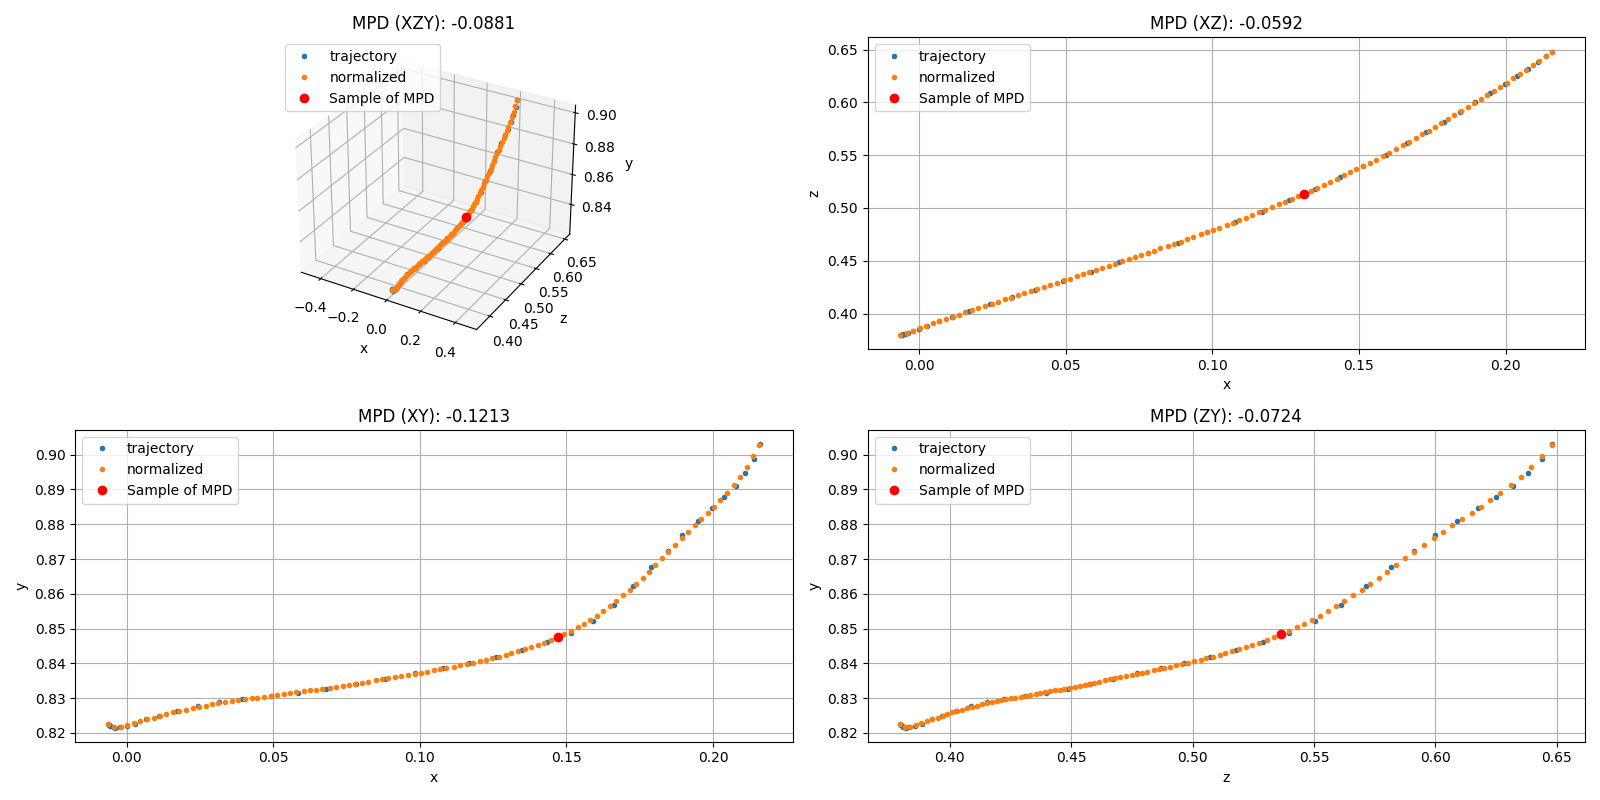 MPD (XZY): -0.0881
trajectory
normalized
Sample of MPD
0.90
0.88
0.86
0.84
y
0.65
0.60
0.55
0.50
0.45
0.40
z
−0.4
−0.2
0.0
0.2
0.4
x
MPD (XZ): -0.0592
trajectory
normalized
Sample of MPD
0.65
0.60
0.55
0.50
0.45
0.40
z
0.00 0.05 0.10 0.15 0.20
x
MPD (XY): -0.1213
trajectory
normalized
Sample of MPD
0.90
0.89
0.88
0.87
0.86
0.85
0.84
0.83
0.82
y
0.00 0.05 0.10 0.15 0.20
x
MPD (ZY): -0.0724
trajectory
normalized
Sample of MPD
0.90
0.89
0.88
0.87
0.86
0.85
0.84
0.83
0.82
y
0.40 0.45 0.50 0.55 0.60 0.65
z